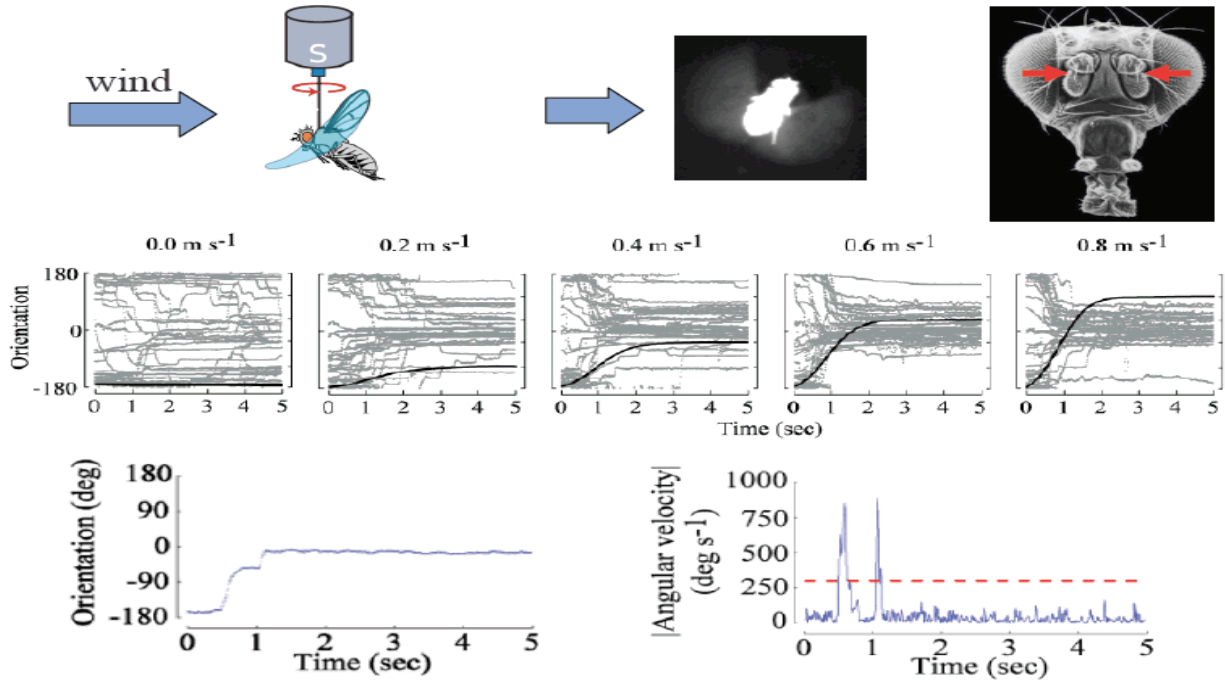 wind
S
0.0 m s⁻¹ 0.2 m s⁻¹ 0.4 m s⁻¹ 0.6 m s⁻¹ 0.8 m s⁻¹
Orientation
180
0
-180
0 1 2 3 4 5 0 1 2 3 4 5 0 1 2 3 4 5 0 1 2 3 4 5 0 1 2 3 4 5
Time (sec)
Orientation (deg)
180
90
0
-90
-180
0 1 2 3 4 5
Time (sec)
|Angular velocity|
(deg s⁻¹)
1000
750
500
250
0
0 1 2 3 4 5
Time (sec)